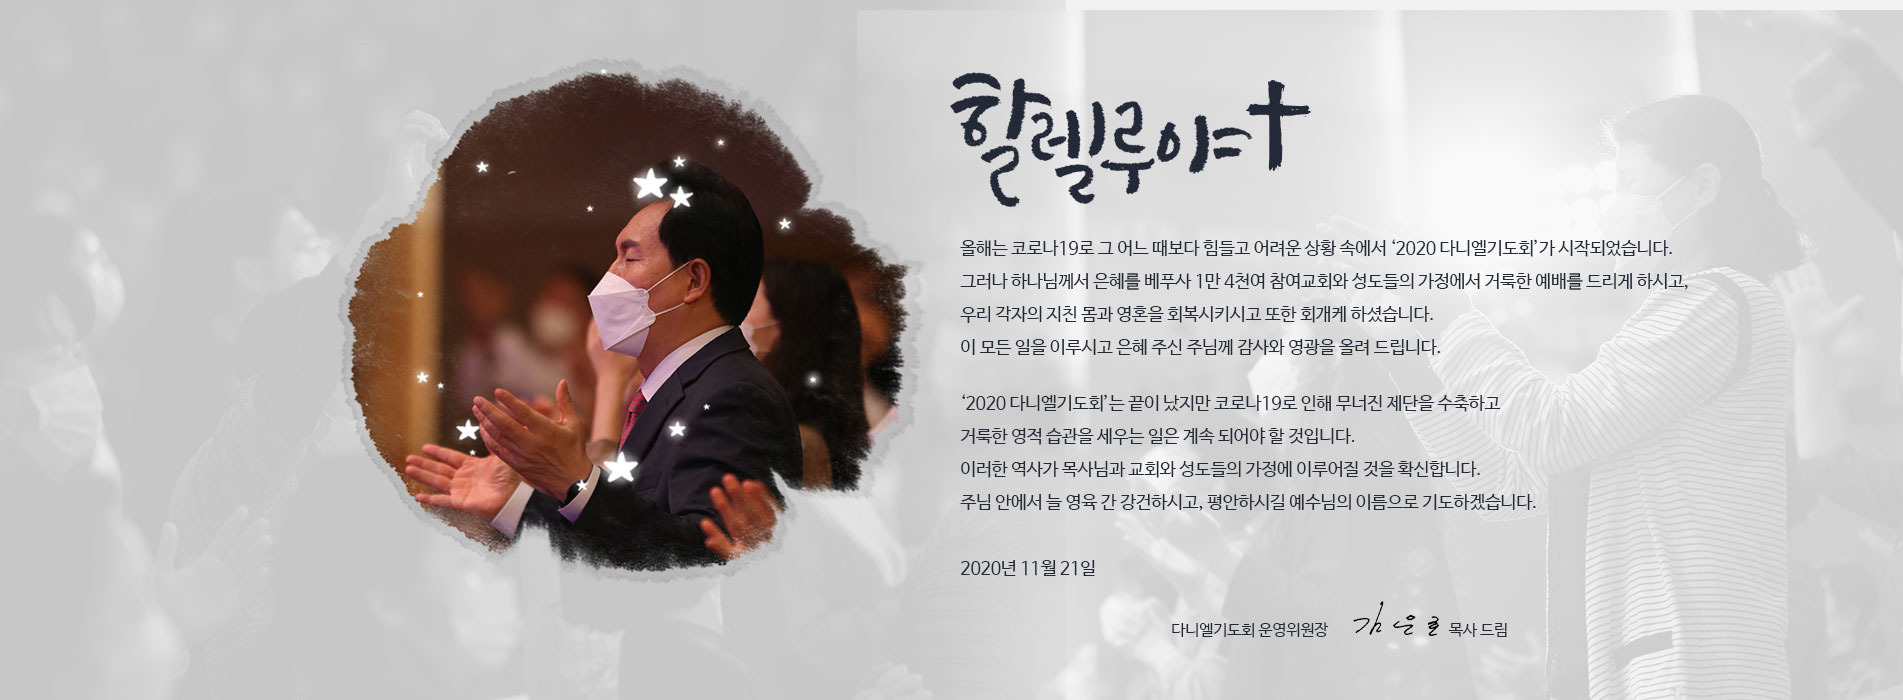 할렐루야
올해는 코로나19로 그 어느 때보다 힘들고 어려운 상황 속에서 ‘2020 다니엘기도회’가 시작되었습니다.
그러나 하나님께서 은혜를 베푸사 1만 4천여 참여교회와 성도들의 가정에서 거룩한 예배를 드리게 하시고,
우리 각자의 지친 몸과 영혼을 회복시키시고 또한 회개케 하셨습니다.
이 모든 일을 이루시고 은혜 주신 주님께 감사와 영광을 올려 드립니다.
‘2020 다니엘기도회’는 끝이 났지만 코로나19로 인해 무너진 제단을 수축하고
거룩한 영적 습관을 세우는 일은 계속 되어야 할 것입니다.
이러한 역사가 목사님과 교회와 성도들의 가정에 이루어질 것을 확신합니다.
주님 안에서 늘 영육 간 강건하시고, 평안하시길 예수님의 이름으로 기도하겠습니다.
2020년 11월 21일
다니엘기도회 운영위원장 김은호 목사 드림